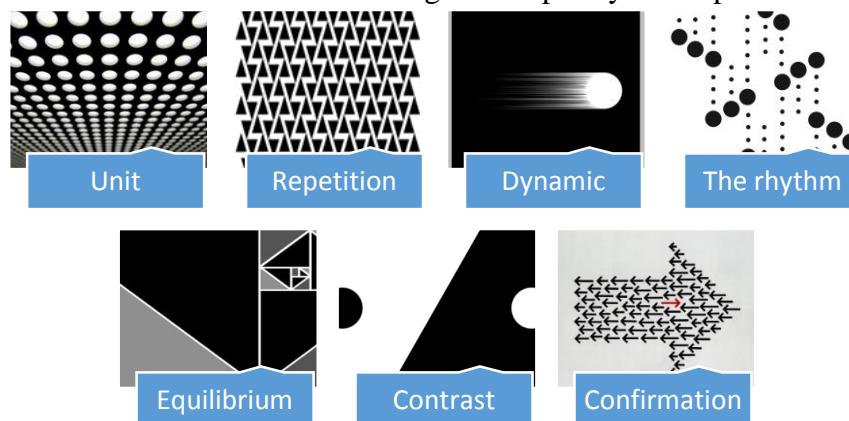 Unit
Repetition
Dynamic
The rhythm
Equilibrium
Contrast
Confirmation